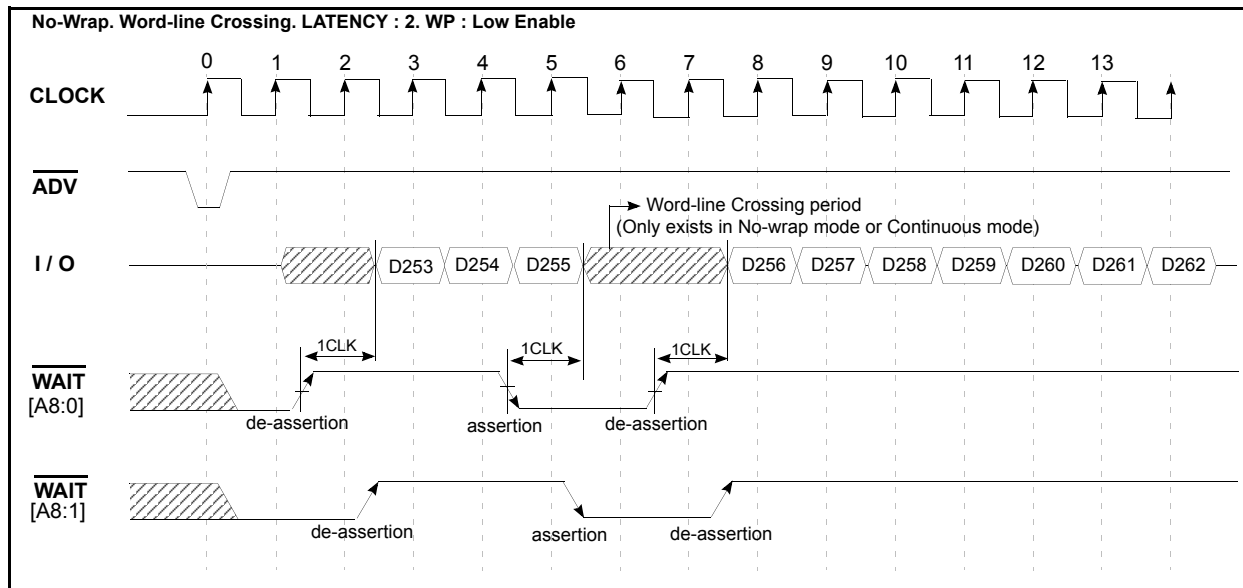 No-Wrap. Word-line Crossing. LATENCY : 2. WP : Low Enable
0 1 2 3 4 5 6 7 8 9 10 11 12 13
CLOCK
ADV
Word-line Crossing period
(Only exists in No-wrap mode or Continuous mode)
I / O
D253 D254 D255 D256 D257 D258 D259 D260 D261 D262
1CLK 1CLK 1CLK
WAIT
[A8:0]
de-assertion assertion de-assertion
WAIT
[A8:1]
de-assertion assertion de-assertion